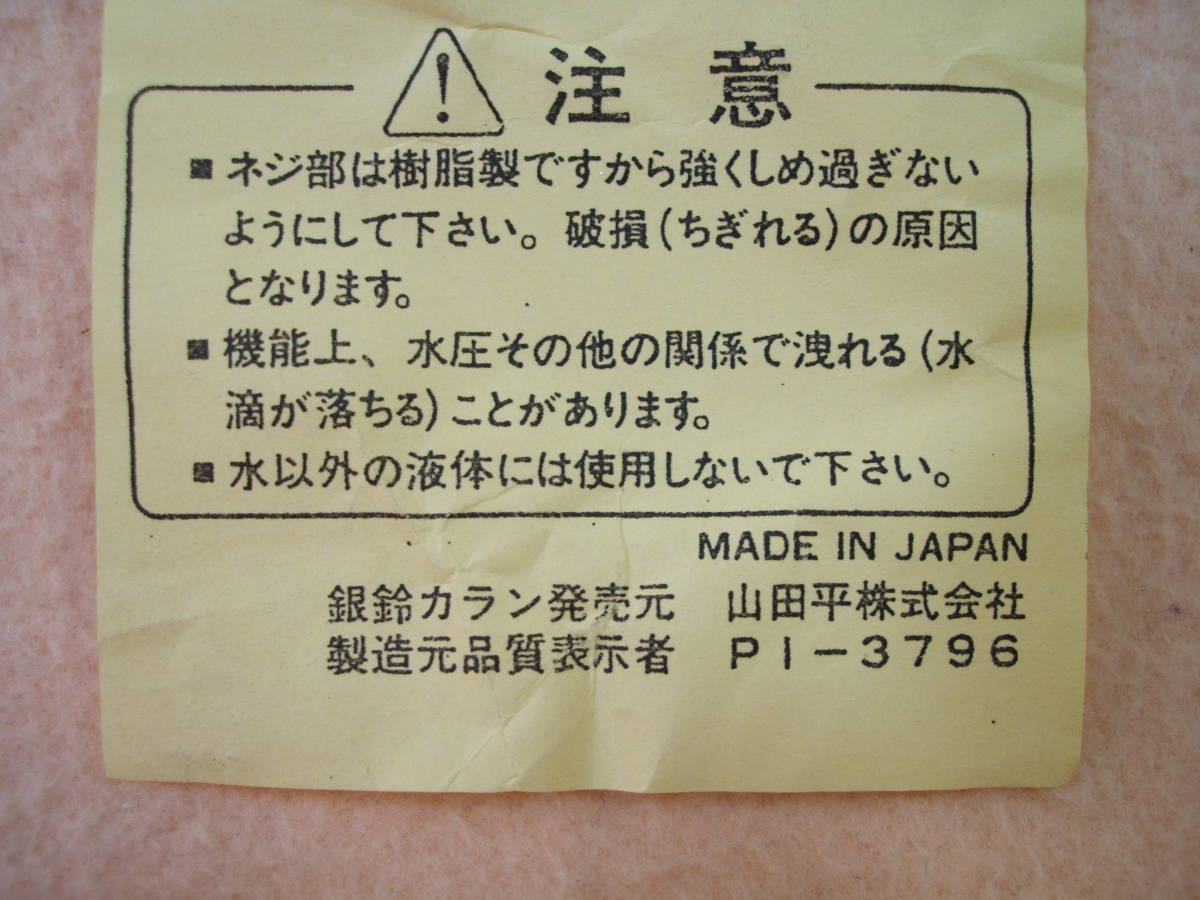 注意
■ネジ部は樹脂製ですから強くしめ過ぎない
ようにして下さい。破損(ちぎれる)の原因
となります。
■機能上、水圧その他の関係で洩れる(水
滴が落ちる)ことがあります。
■水以外の液体には使用しないで下さい。
MADE IN JAPAN
銀鈴カラン発売元 山田平株式会社
製造元品質表示者 PI-3796